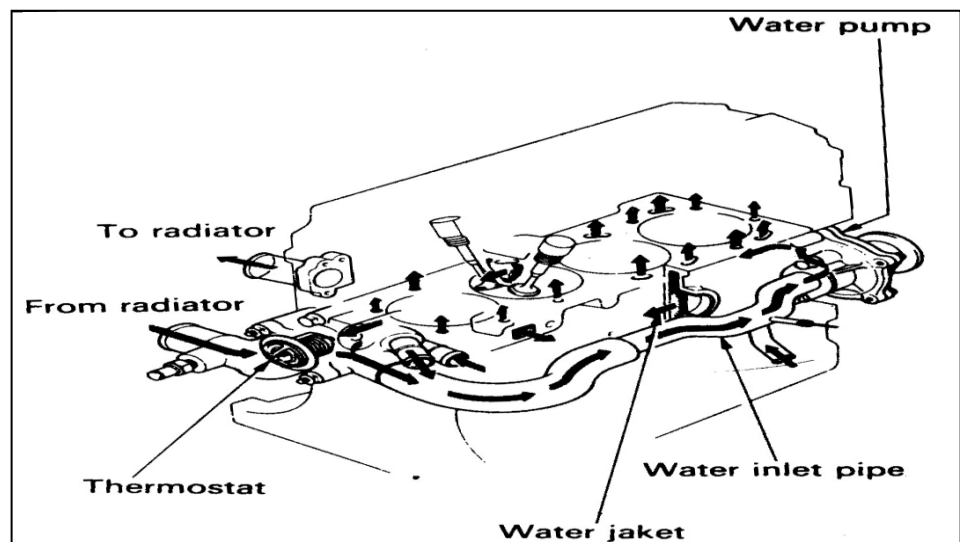 Water pump
To radiator
From radiator
Water inlet pipe
Thermostat
Water jaket